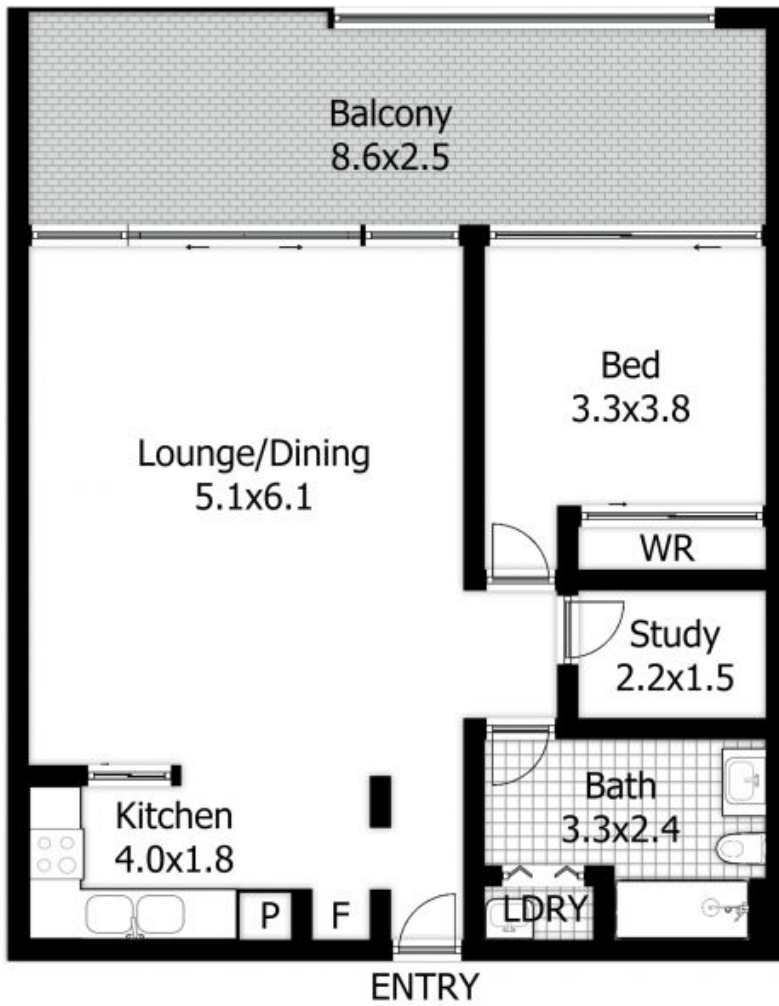 Balcony
8.6x2.5
Bed
3.3x3.8
Lounge/Dining
5.1x6.1
WR
Study
2.2x1.5
Bath
3.3x2.4
Kitchen
4.0x1.8
P
F
LDRY
ENTRY